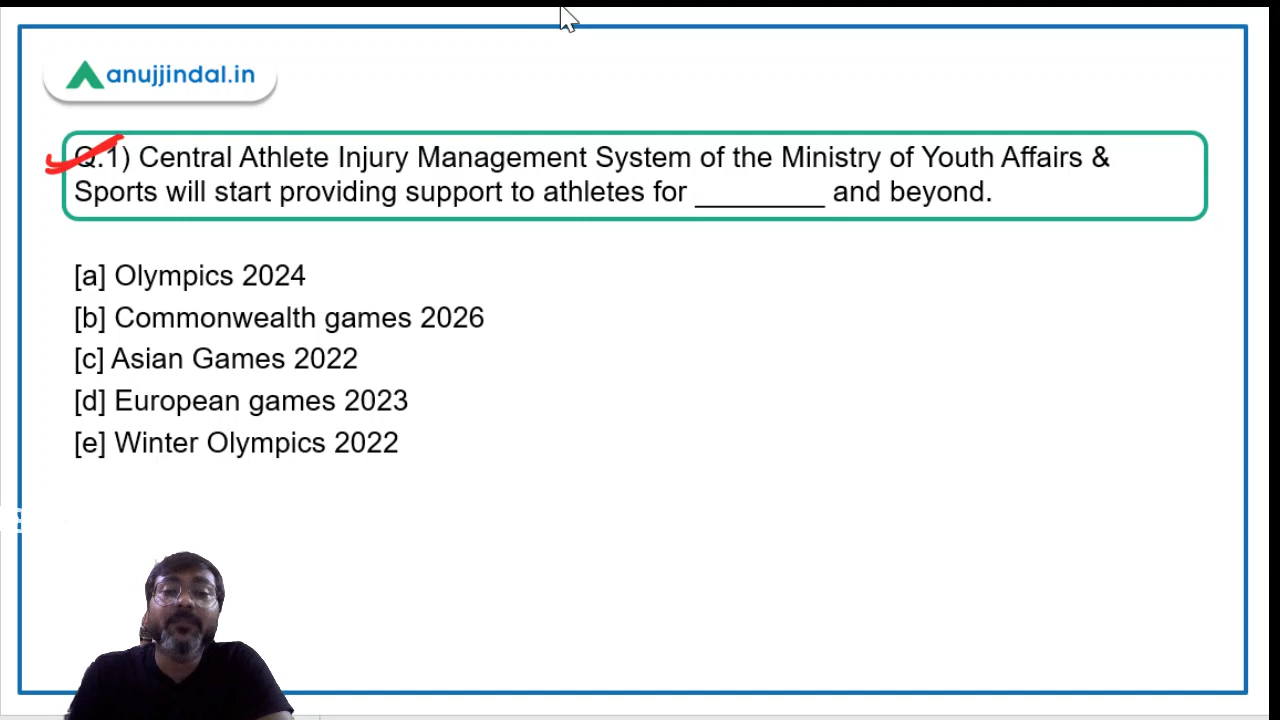 anujjindal.in
Q.1) Central Athlete Injury Management System of the Ministry of Youth Affairs &
Sports will start providing support to athletes for ________ and beyond.
[a] Olympics 2024
[b] Commonwealth games 2026
[c] Asian Games 2022
[d] European games 2023
[e] Winter Olympics 2022